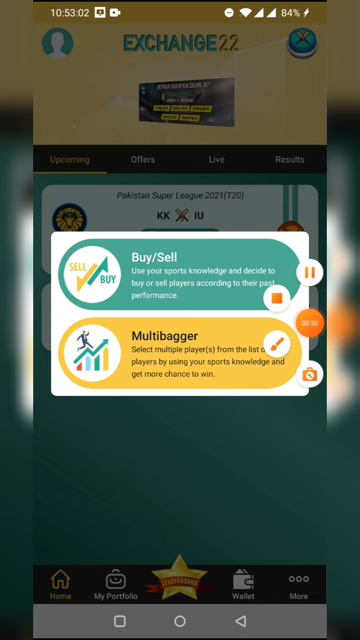 10:53:02
84%
EXCHANGE22
Upcoming
Offers
Live
Results
Pakistan Super League 2021(T20)
KK
IU
SELL
BUY
Buy/Sell
Use your sports knowledge and decide to
buy or sell players according to their past
performance.
00:50
Multibagger
Select multiple player(s) from the list
players by using your sports knowledge and
get more chance to win.
Home
My Portfolio
LEADERBOARD
Wallet
More